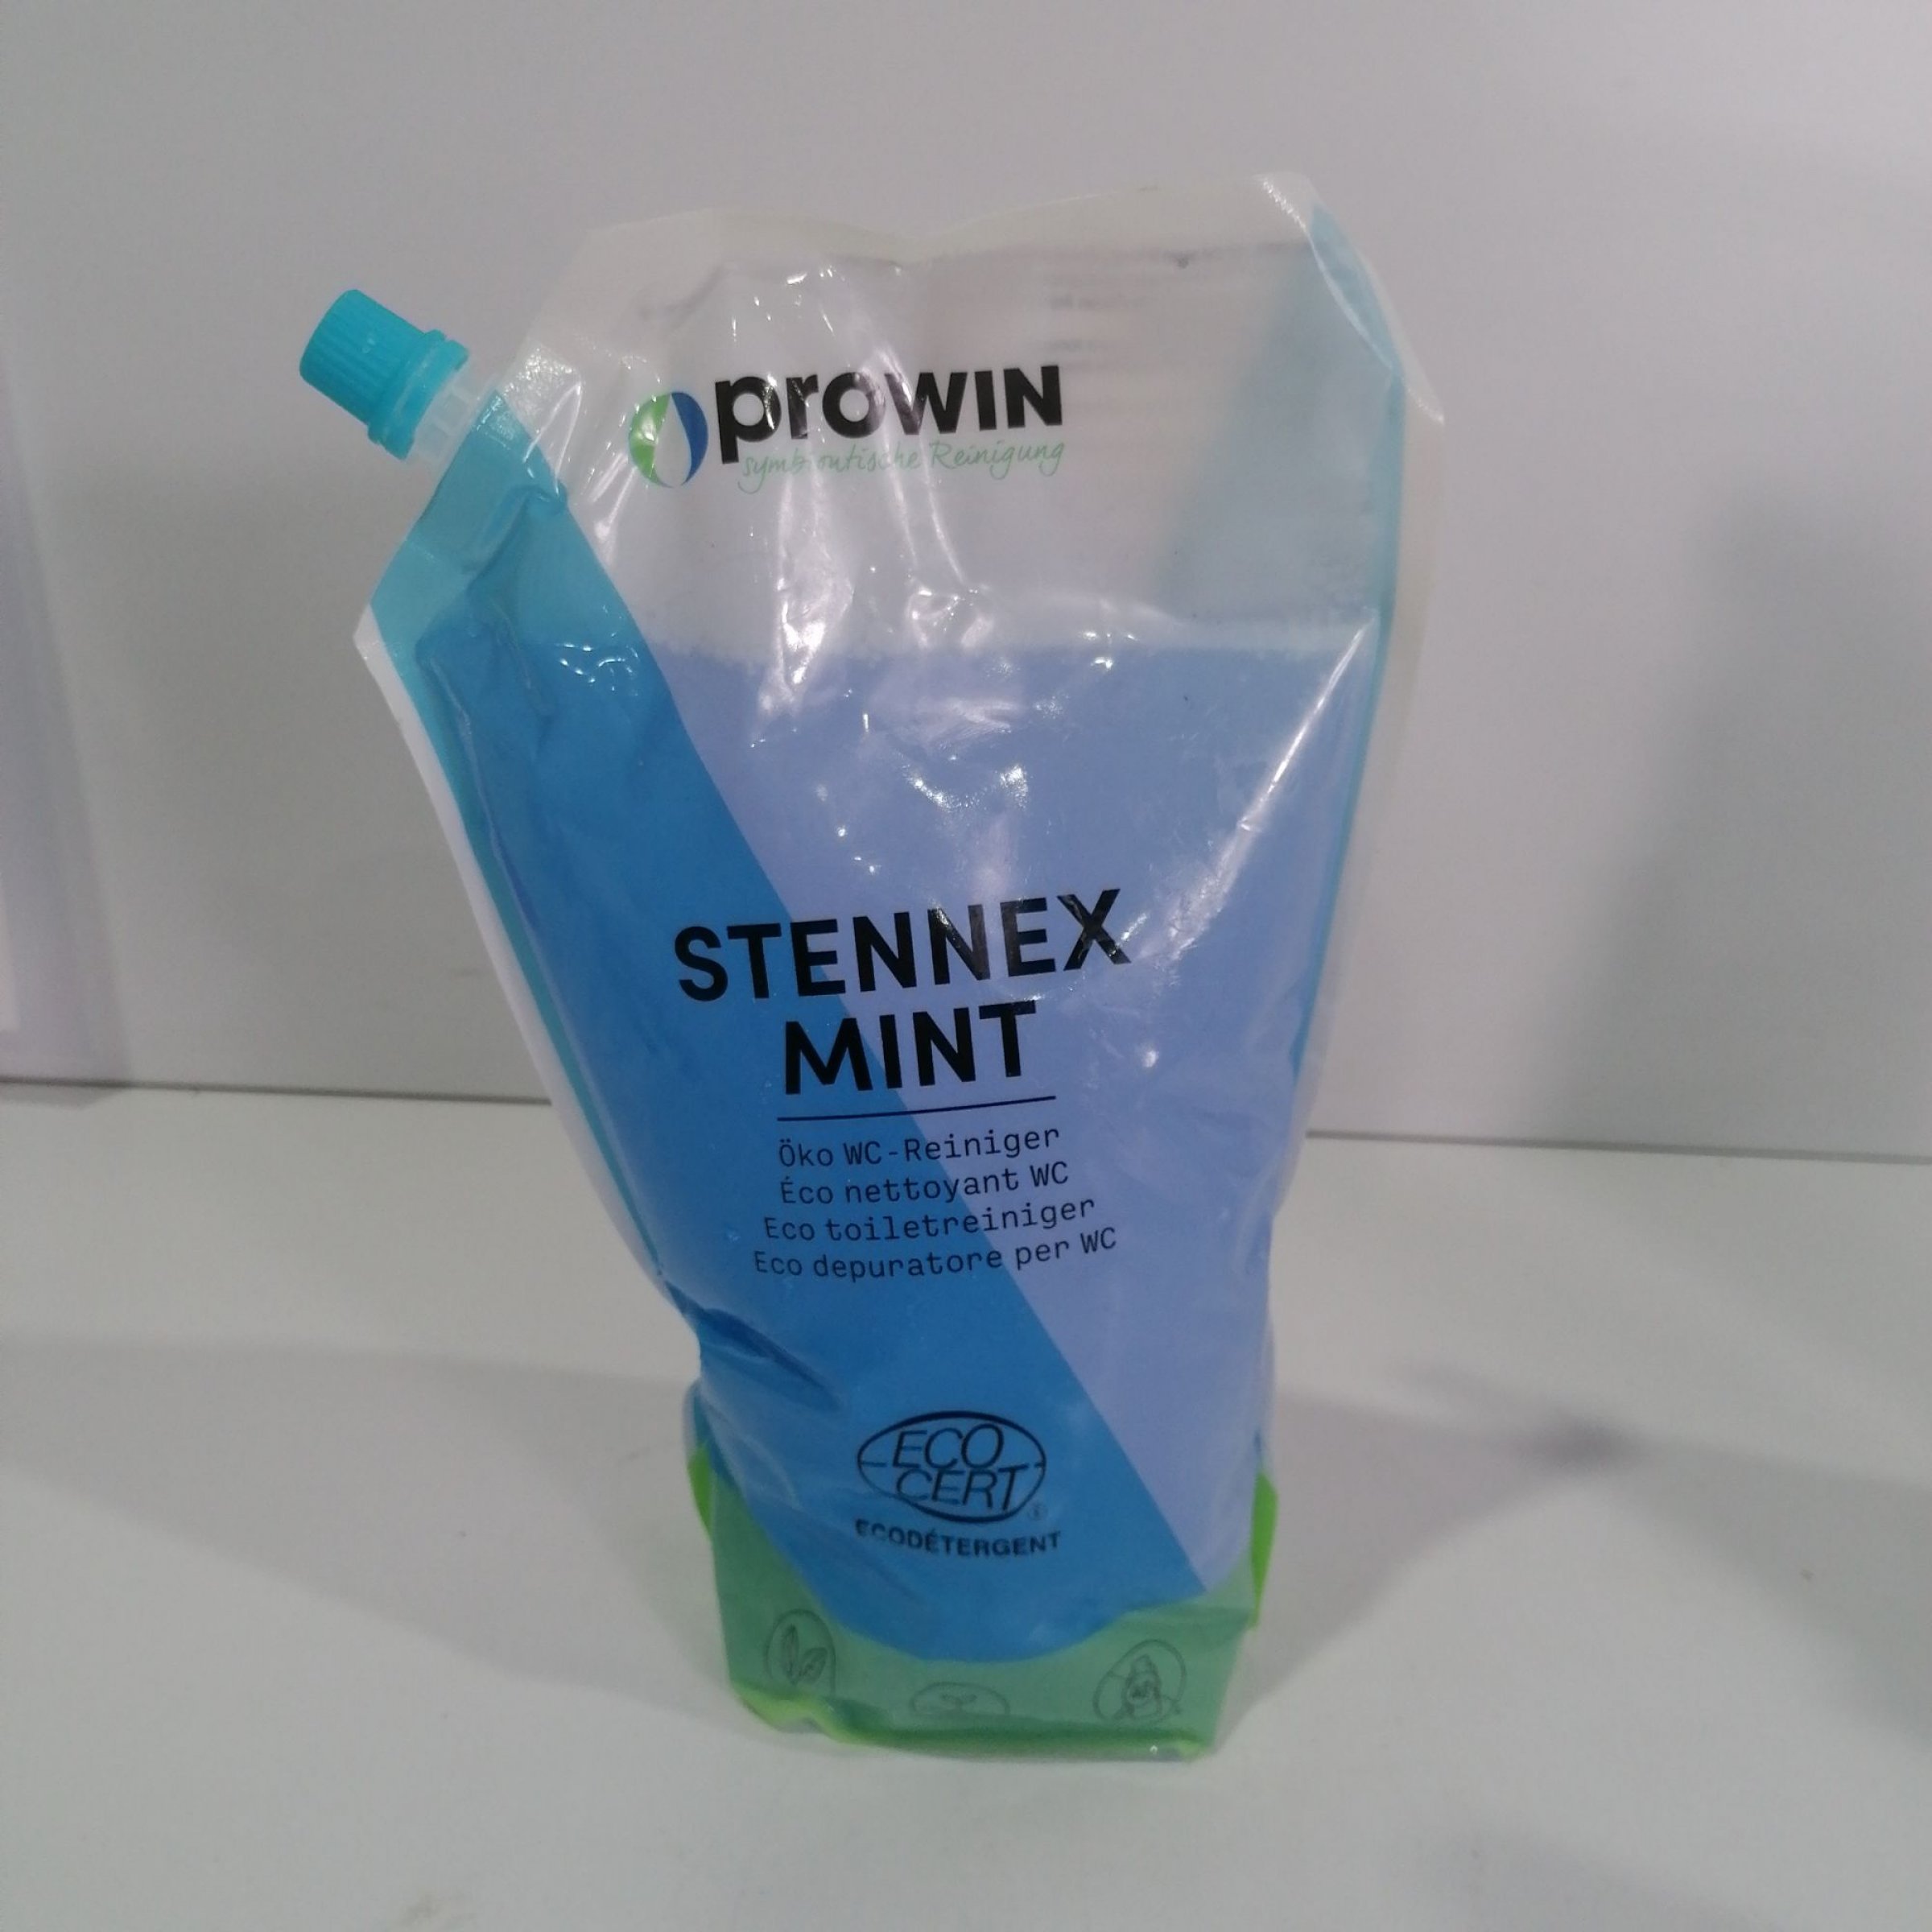 proWIN
symbiontische Reinigung
STENNEX
MINT
Öko WC-Reiniger
Éco nettoyant WC
Eco toiletreiniger
Eco depuratore per WC
ECO
CERT®
ECODÉTERGENT